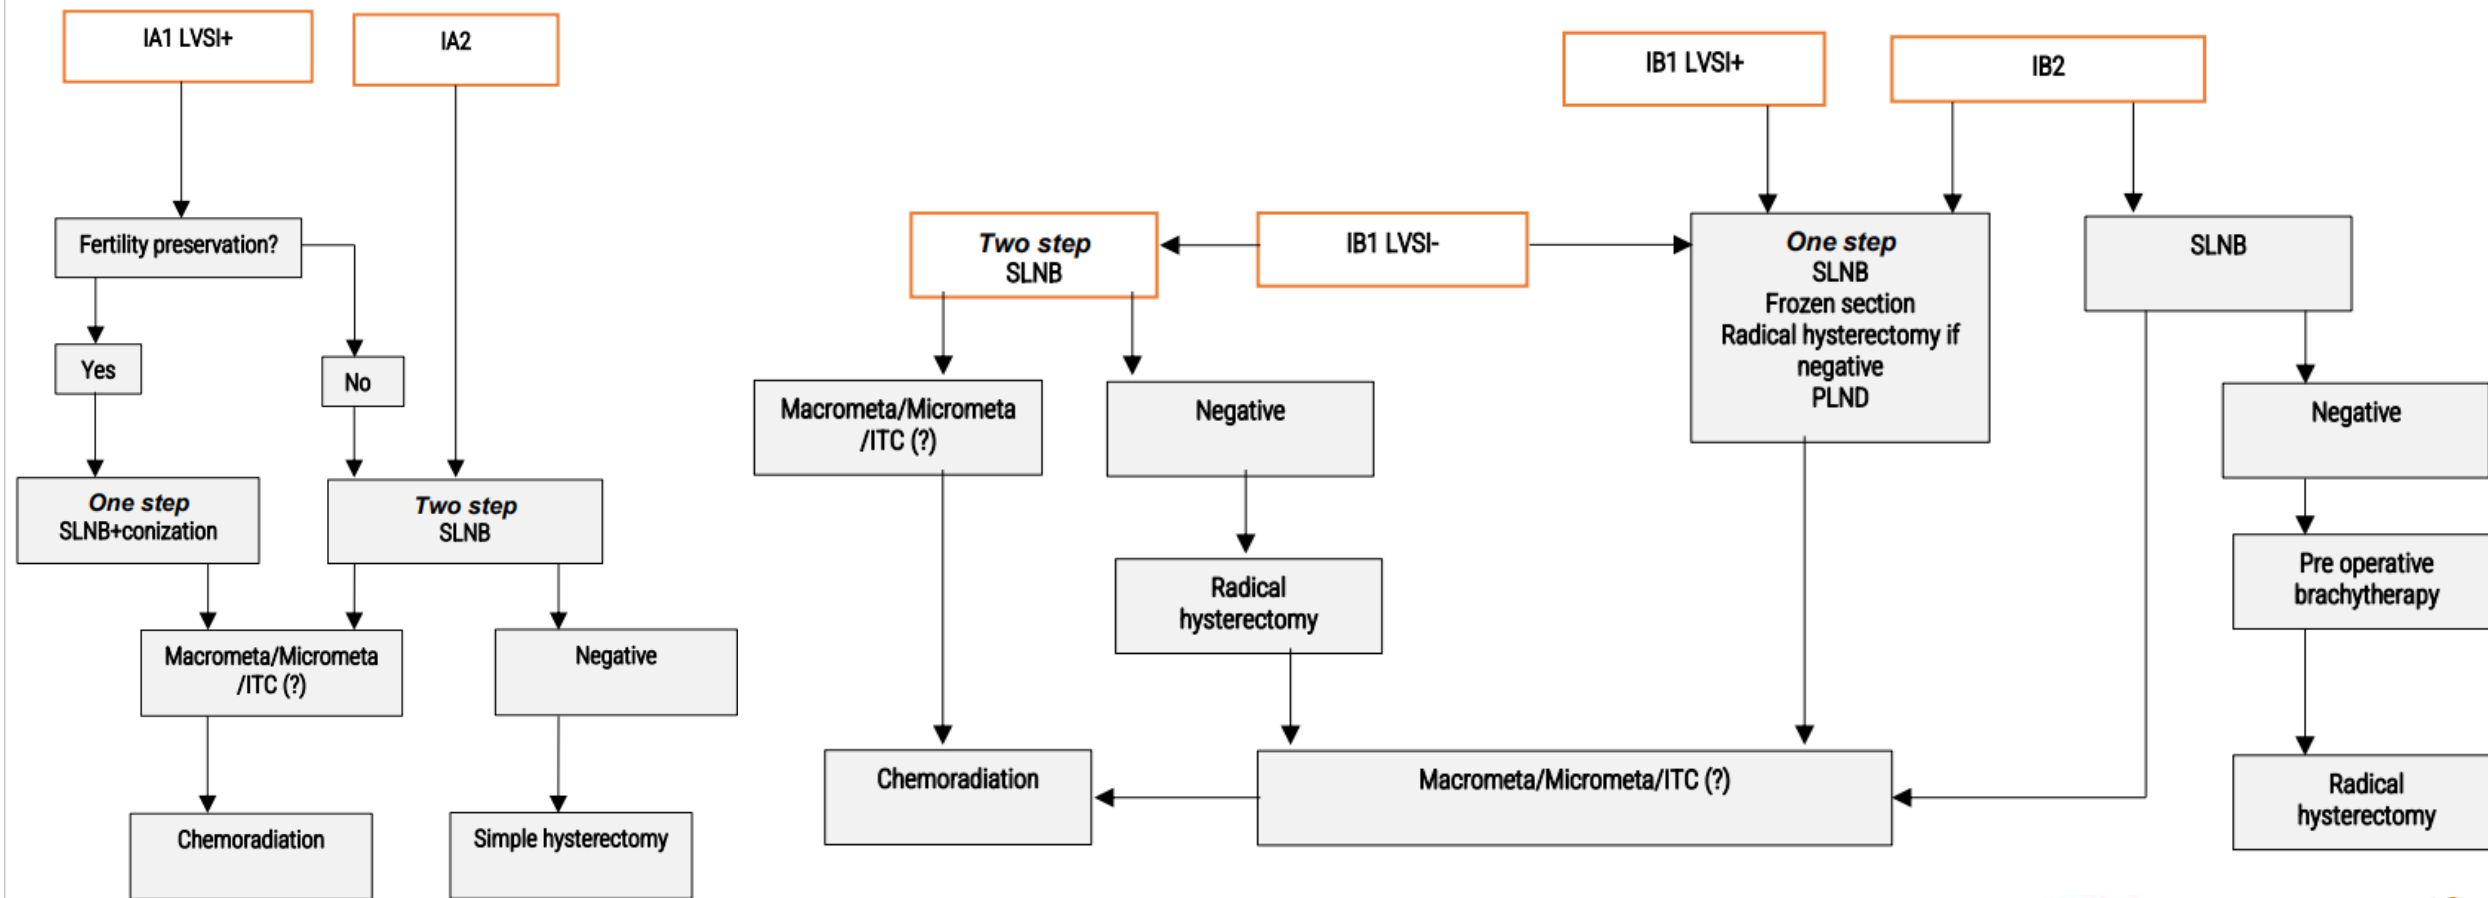 IA1 LVSI+
IA2
Fertility preservation?
Yes
No
One step
SLNB+conization
Two step
SLNB
Macrometa/Micrometa
/ITC (?)
Negative
Chemoradiation
Simple hysterectomy
IB1 LVSI+
IB2
Two step
SLNB
IB1 LVSI-
One step
SLNB
Frozen section
Radical hysterectomy if
negative
PLND
SLNB
Macrometa/Micrometa
/ITC (?)
Negative
Negative
Radical
hysterectomy
Pre operative
brachytherapy
Chemoradiation
Macrometa/Micrometa/ITC (?)
Radical
hysterectomy